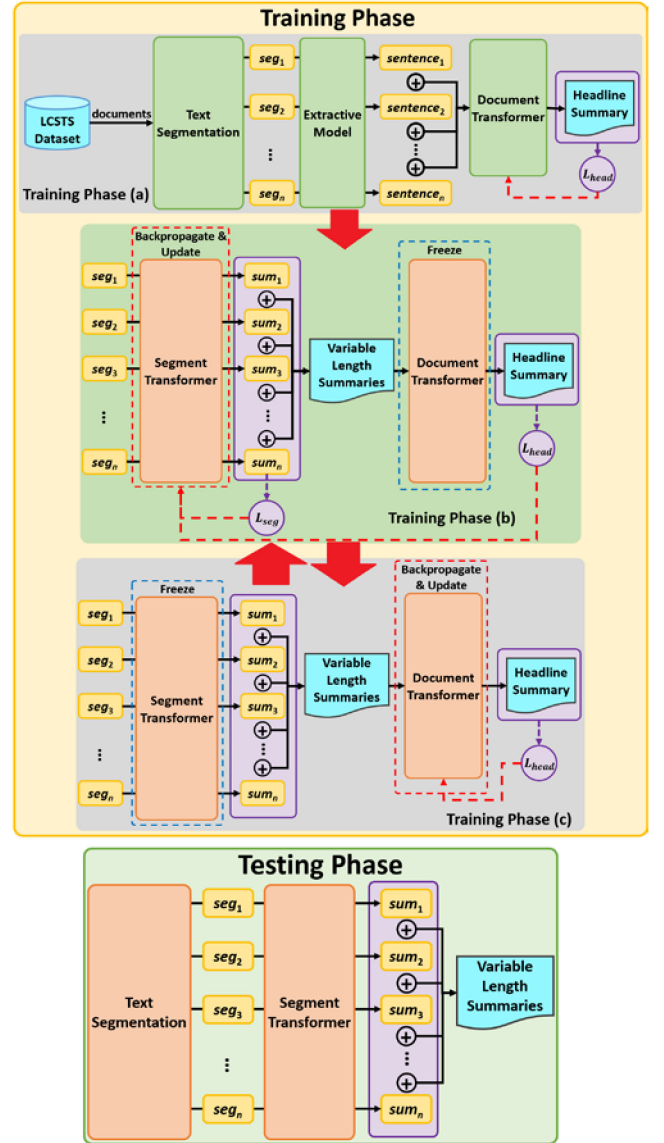 Training Phase
LCSTS
Dataset
documents
Text
Segmentation
seg₁
seg₂
⋮
segₙ
Extractive
Model
sentence₁
+
sentence₂
+
⋮
+
sentenceₙ
Document
Transformer
Headline
Summary
L_head
Training Phase (a)
Backpropagate &
Update
seg₁
seg₂
seg₃
⋮
segₙ
Segment
Transformer
sum₁
+
sum₂
+
sum₃
+
⋮
+
sumₙ
L_seg
Variable
Length
Summaries
Freeze
Document
Transformer
Headline
Summary
L_head
Training Phase (b)
Freeze
seg₁
seg₂
seg₃
⋮
segₙ
Segment
Transformer
sum₁
+
sum₂
+
sum₃
+
⋮
+
sumₙ
Variable
Length
Summaries
Backpropagate
& Update
Document
Transformer
Headline
Summary
L_head
Training Phase (c)
Testing Phase
Text
Segmentation
seg₁
seg₂
seg₃
⋮
segₙ
Segment
Transformer
sum₁
+
sum₂
+
sum₃
+
⋮
+
sumₙ
Variable
Length
Summaries